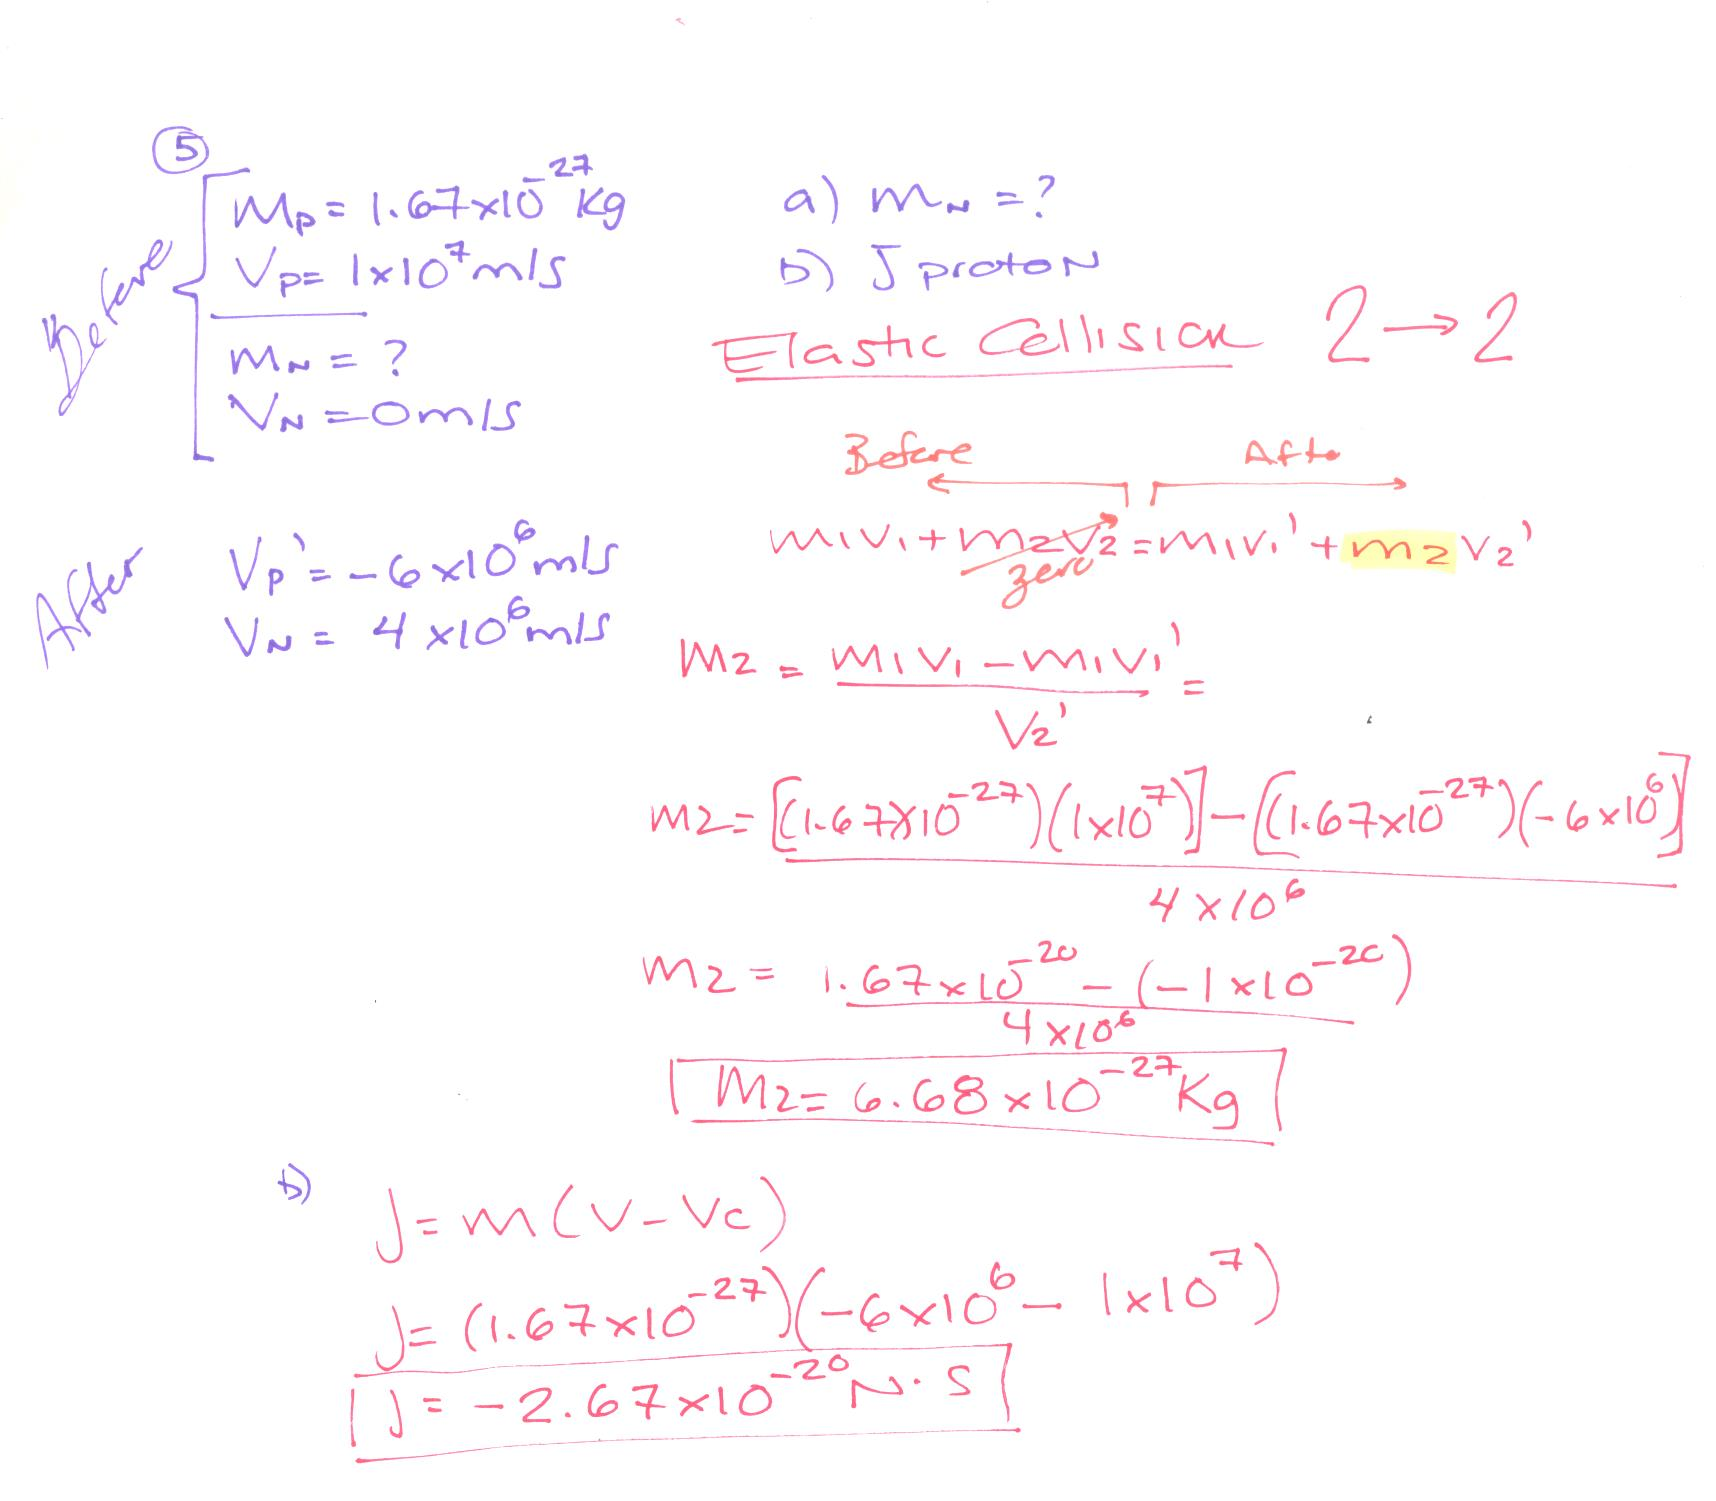 5
Before
Mp = 1.67x10^-27 Kg
Vp = 1x10^7 m/s
MN = ?
VN = 0 m/s
a) mN = ?
b) J proton
Elastic Collision 2 → 2
Before After
m1v1 + m2v2 = m1v1' + m2v2'
zero
After
Vp' = -6x10^6 m/s
VN = 4x10^6 m/s
M2 = m1v1 - m1v1' =
V2'
m2 = [(1.67x10^-27)(1x10^7)] - [(1.67x10^-27)(-6x10^6)]
4x10^6
m2 = 1.67x10^-20 - (-1x10^-20)
4x10^6
M2 = 6.68x10^-27 Kg
b)
J = m(v - vo)
J = (1.67x10^-27)(-6x10^6 - 1x10^7)
J = -2.67x10^-20 N·s